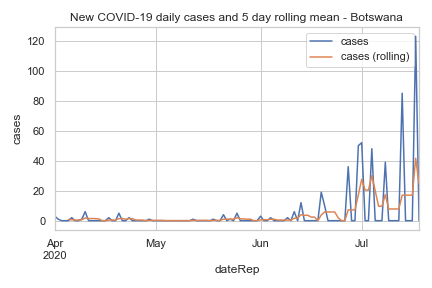 New COVID-19 daily cases and 5 day rolling mean - Botswana
cases
cases (rolling)
120
100
80
60
40
20
0
cases
Apr
2020
May
Jun
Jul
dateRep